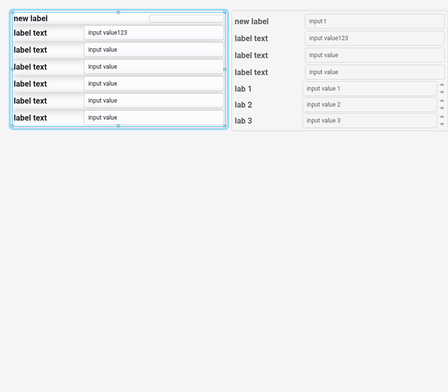 new label
label text input value123
label text input value
label text input value
label text input value
label text input value
label text input value
new label input1
label text input value123
label text input value
label text input value
lab 1 input value 1
lab 2 input value 2
lab 3 input value 3